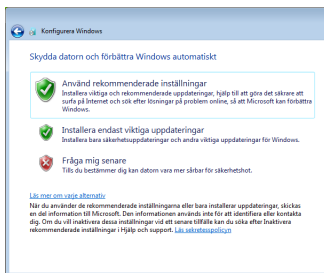 Konfigurera Windows
Skydda datorn och förbättra Windows automatiskt
Använd rekommenderade inställningar
Installera viktiga och rekommenderade uppdateringar, hjälp till att göra det säkrare att
surfa på Internet och sök efter lösningar på problem online, så att Microsoft kan förbättra
Windows.
Installera endast viktiga uppdateringar
Installera bara säkerhetsuppdateringar och andra viktiga uppdateringar för Windows.
Fråga mig senare
Tills du bestämmer dig kan datorn vara mer sårbar för säkerhetshot.
Läs mer om varje alternativ
När du använder de rekommenderade inställningarna eller bara installerar uppdateringar, skickas
en del information till Microsoft. Den informationen används inte för att identifiera eller kontakta
dig. Om du vill inaktivera dessa inställningar vid ett senare tillfälle kan du söka efter Inaktivera
rekommenderade inställningar i Hjälp och support. Läs sekretesspolicyn